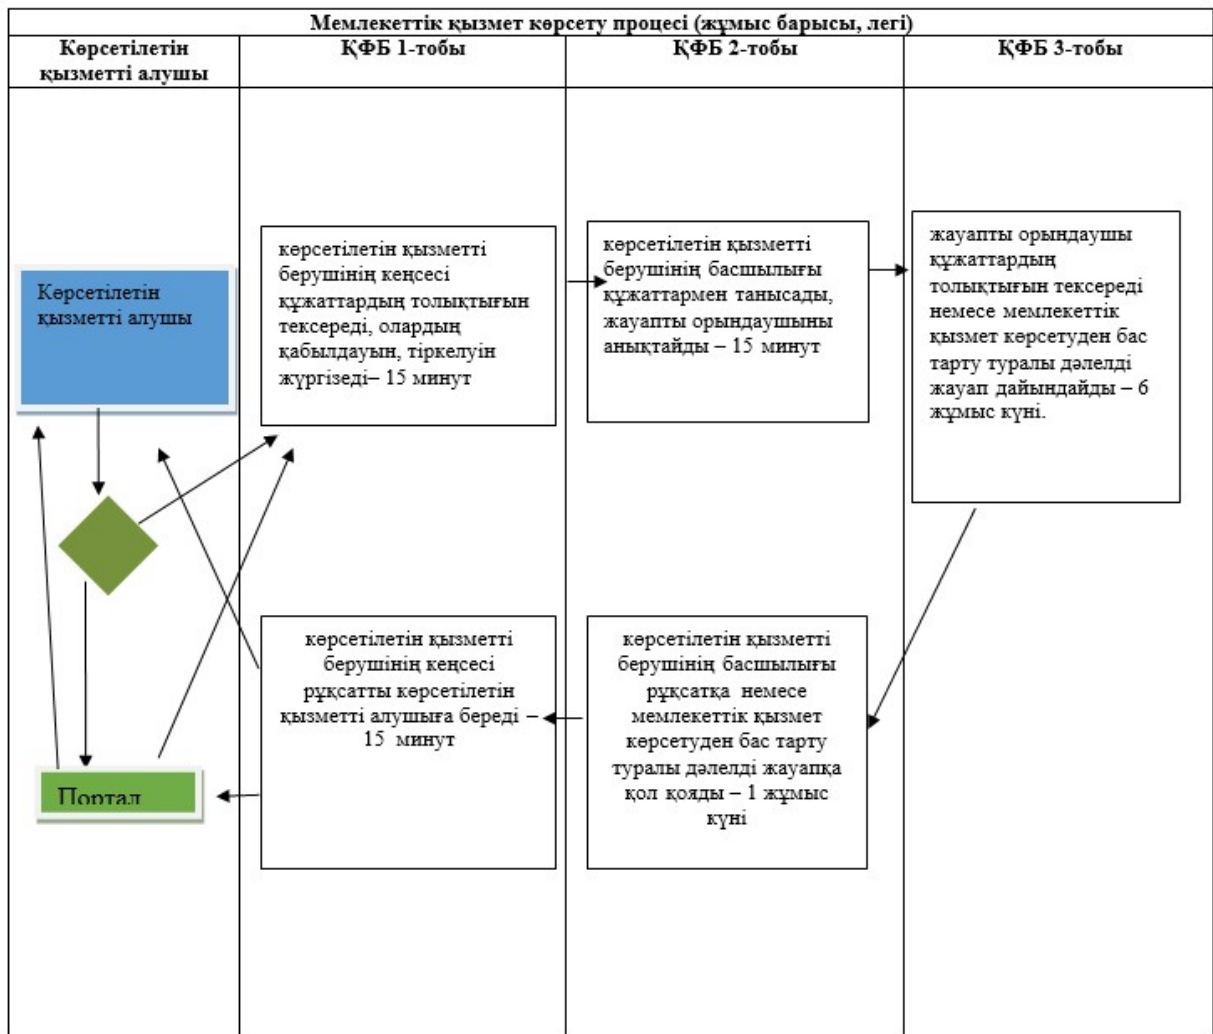 Мемлекеттік қызмет көрсету процесі (жұмыс барысы, легі)
Көрсетілетін
қызметті алушы
ҚФБ 1-тобы
ҚФБ 2-тобы
ҚФБ 3-тобы
Көрсетілетін
қызметті алушы
көрсетілетін қызметті
берушінің кеңсесі
құжаттардың толықтығын
тексереді, олардың
қабылдауын, тіркелуін
жүргізеді– 15 минут
көрсетілетін қызметті
берушінің басшылығы
құжаттармен танысады,
жауапты орындаушыны
анықтайды – 15 минут
жауапты орындаушы
құжаттардың
толықтығын тексереді
немесе мемлекеттік
қызмет көрсетуден бас
тарту туралы дәлелді
жауап дайындайды – 6
жұмыс күні.
Портал
көрсетілетін қызметті
берушінің кеңсесі
рұқсатты көрсетілетін
қызметті алушыға береді –
15 минут
көрсетілетін қызметті
берушінің басшылығы
рұқсатқа немесе
мемлекеттік қызмет
көрсетуден бас тарту
туралы дәлелді жауапқа
қол қояды – 1 жұмыс
күні